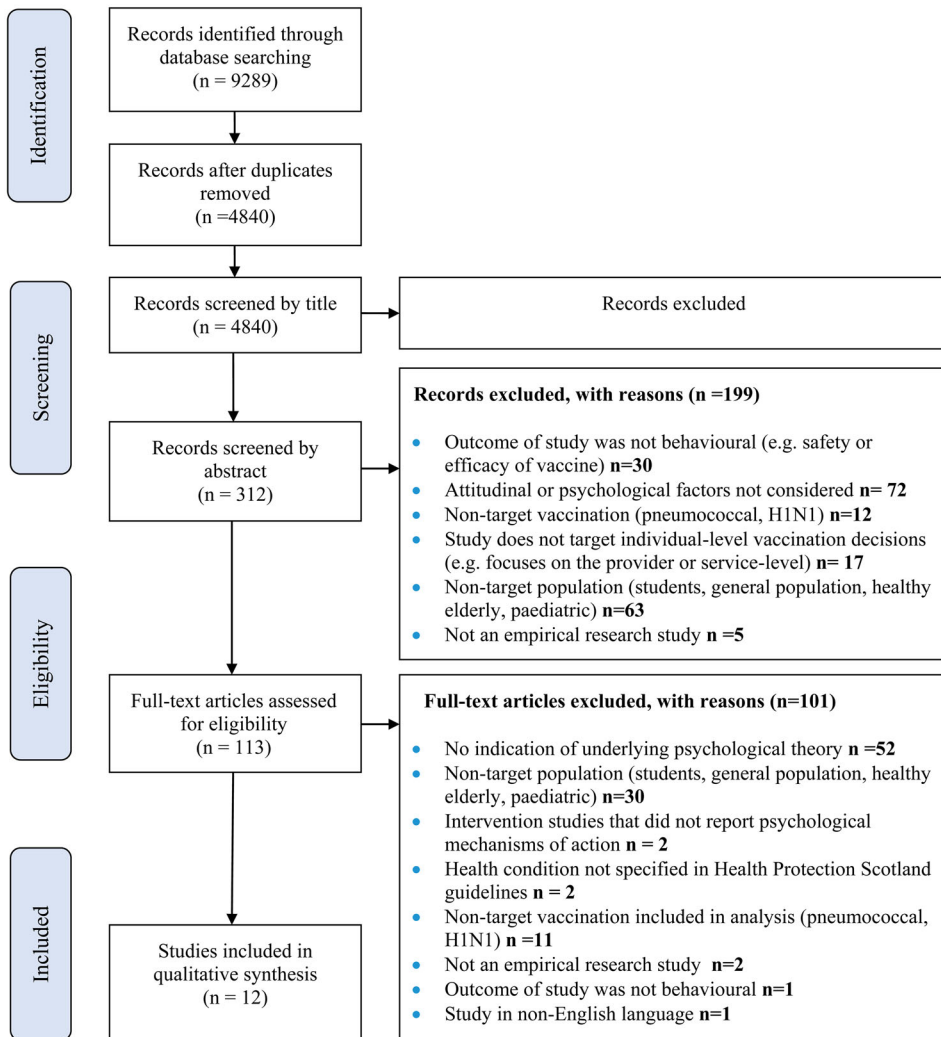 Identification
Records identified through
database searching
(n = 9289)
Records after duplicates
removed
(n =4840)
Screening
Records screened by title
(n = 4840)
Records excluded
Records screened by
abstract
(n = 312)
Records excluded, with reasons (n =199)
Outcome of study was not behavioural (e.g. safety or
efficacy of vaccine) n=30
Attitudinal or psychological factors not considered n= 72
Non-target vaccination (pneumococcal, H1N1) n=12
Study does not target individual-level vaccination decisions
(e.g. focuses on the provider or service-level) n= 17
Non-target population (students, general population, healthy
elderly, paediatric) n=63
Not an empirical research study n =5
Eligibility
Full-text articles assessed
for eligibility
(n = 113)
Full-text articles excluded, with reasons (n=101)
No indication of underlying psychological theory n =52
Non-target population (students, general population, healthy
elderly, paediatric) n=30
Intervention studies that did not report psychological
mechanisms of action n = 2
Health condition not specified in Health Protection Scotland
guidelines n = 2
Non-target vaccination included in analysis (pneumococcal,
H1N1) n =11
Not an empirical research study n=2
Outcome of study was not behavioural n=1
Study in non-English language n=1
Included
Studies included in
qualitative synthesis
(n = 12)